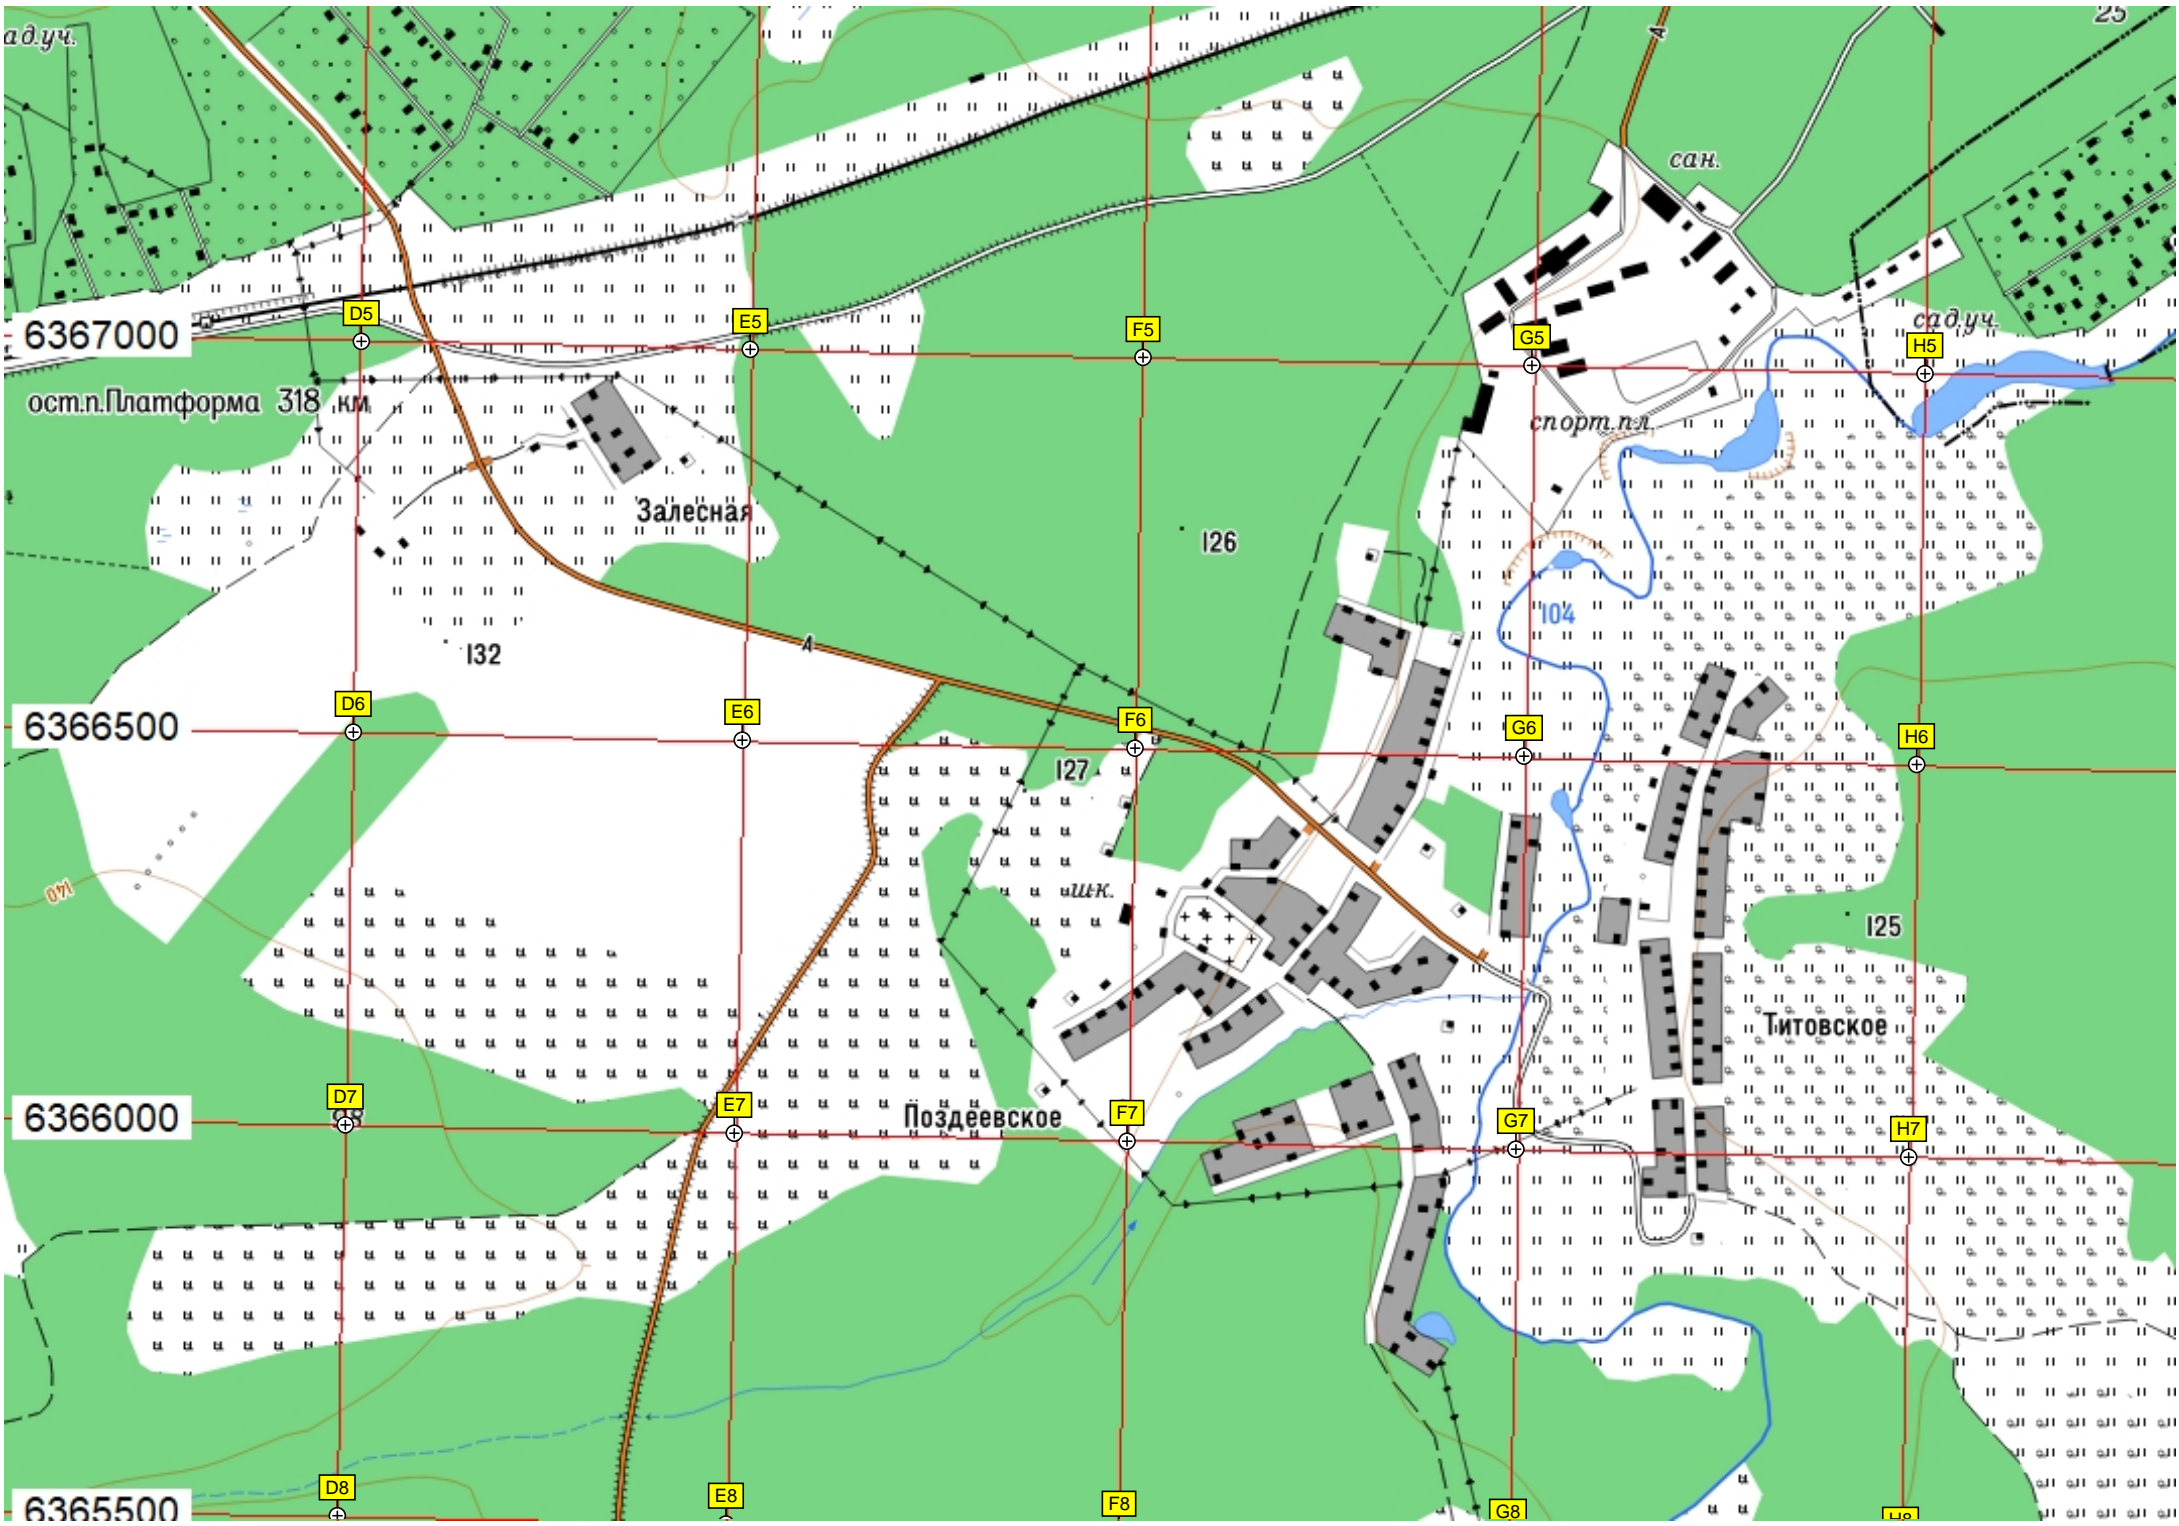 ад.уч.
А
25
сан.
D5
E5
F5
G5
H5
6367000
сад.уч.
ост.п.Платформа 318 км
спорт.пл.
Залесная
126
104
132
А
D6
E6
F6
G6
H6
6366500
127
140
шк.
125
Титовское
D7
E7
F7
G7
H7
6366000
Поздеевское
D8
E8
F8
G8
H8
6365500